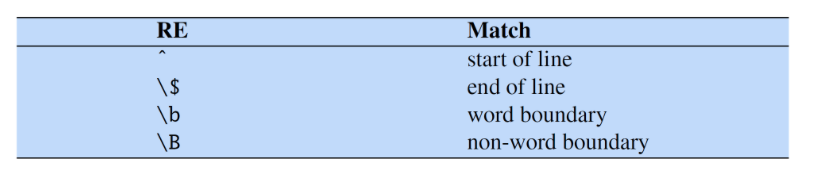 RE Match
^ start of line
\$ end of line
\b word boundary
\B non-word boundary